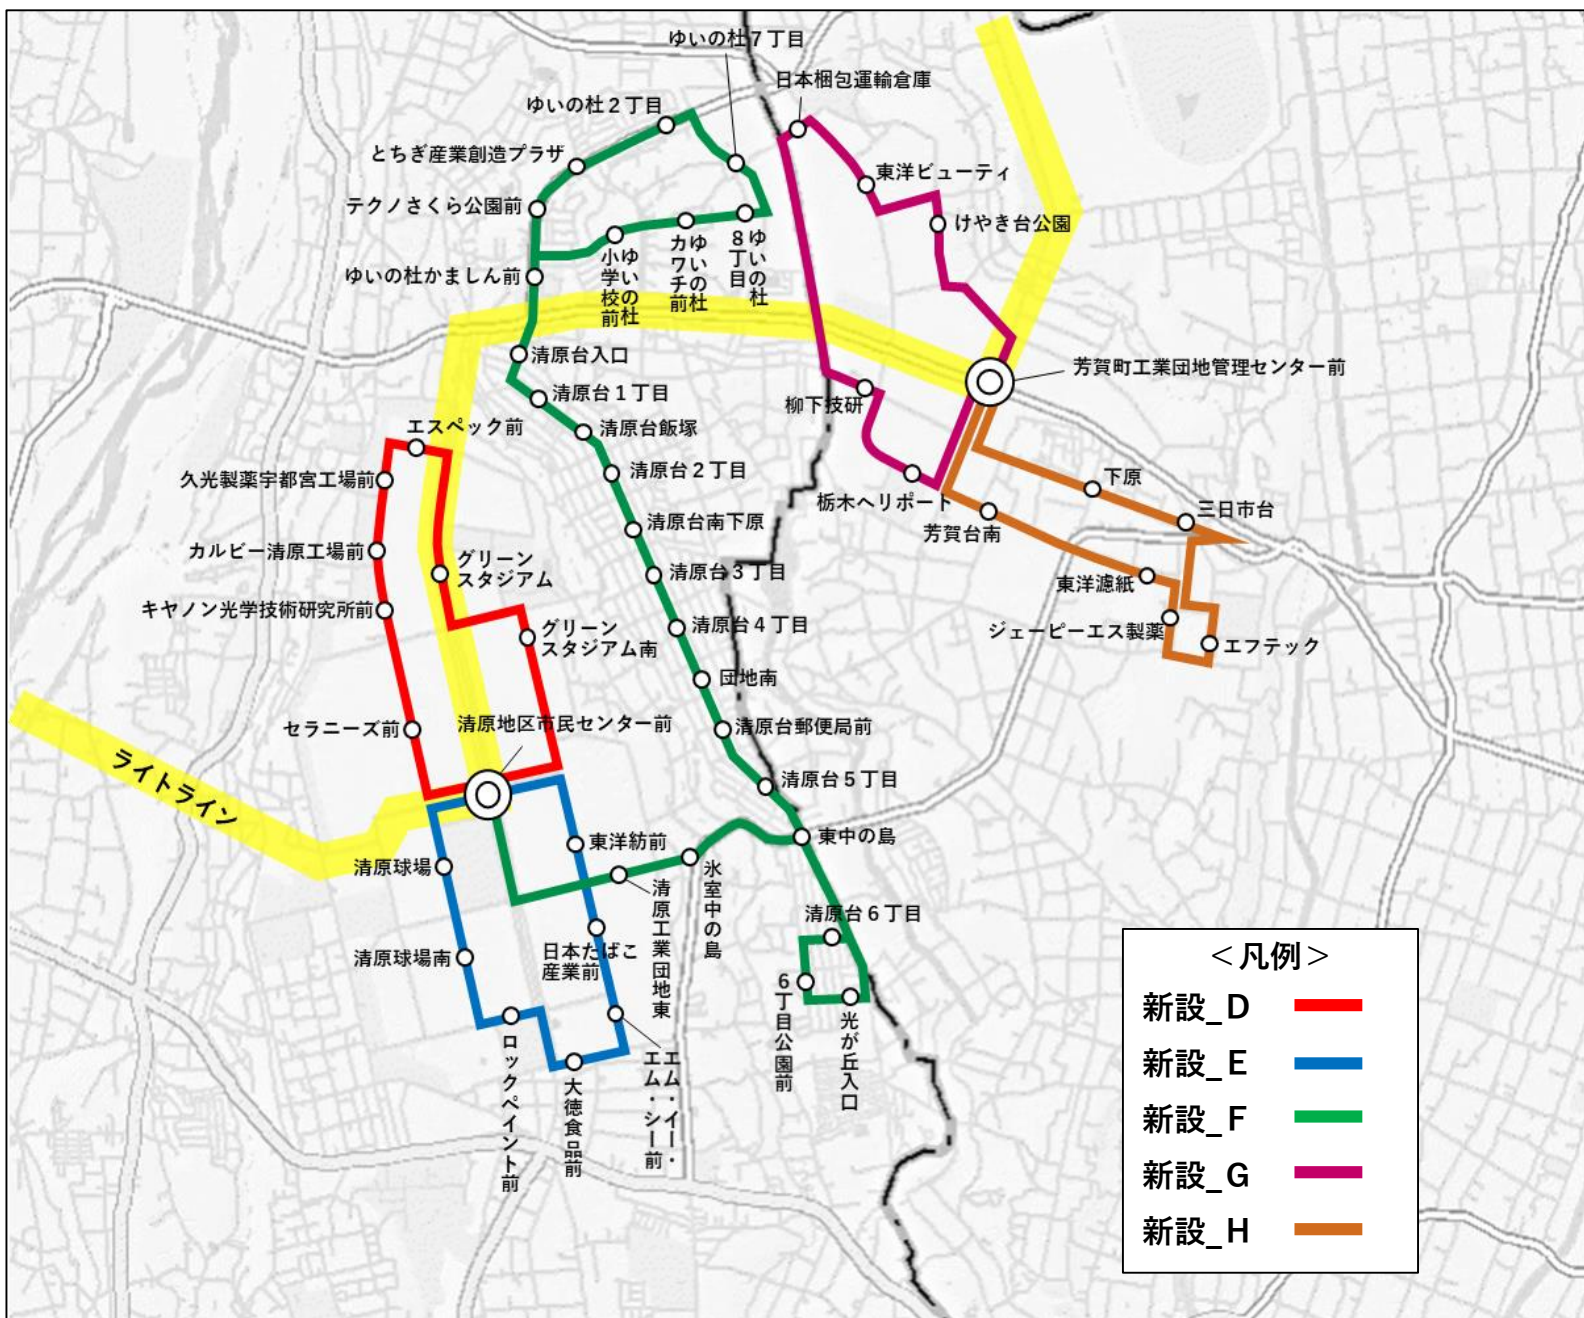 ゆいの杜７丁目
日本梱包運輸倉庫
ゆいの杜２丁目
とちぎ産業創造プラザ
東洋ビューティ
テクノさくら公園前
けやき台公園
ゆいの杜かましん前
ゆいの杜
小学校前
ゆいの杜
カワチ前
ゆいの杜
８丁目
清原台入口
芳賀町工業団地管理センター前
清原台１丁目
柳下技研
エスペック前
清原台飯塚
久光製薬宇都宮工場前
清原台２丁目
下原
栃木ヘリポート
三日市台
清原台南下原
芳賀台南
カルビー清原工場前
グリーン
スタジアム
清原台３丁目
東洋濾紙
キヤノン光学技術研究所前
グリーン
スタジアム南
清原台４丁目
ジェーピーエス製薬
エフテック
団地南
セラニーズ前
清原地区市民センター前
清原台郵便局前
ライトライン
清原台５丁目
東洋紡前
東中の島
清原球場
清原工業団地東
氷室中の島
清原台６丁目
日本たばこ
産業前
清原球場南
６丁目公園前
光が丘入口
ロックペイント前
大徳食品前
エム・イー・
エム・シー前
＜凡例＞
新設_D
新設_E
新設_F
新設_G
新設_H